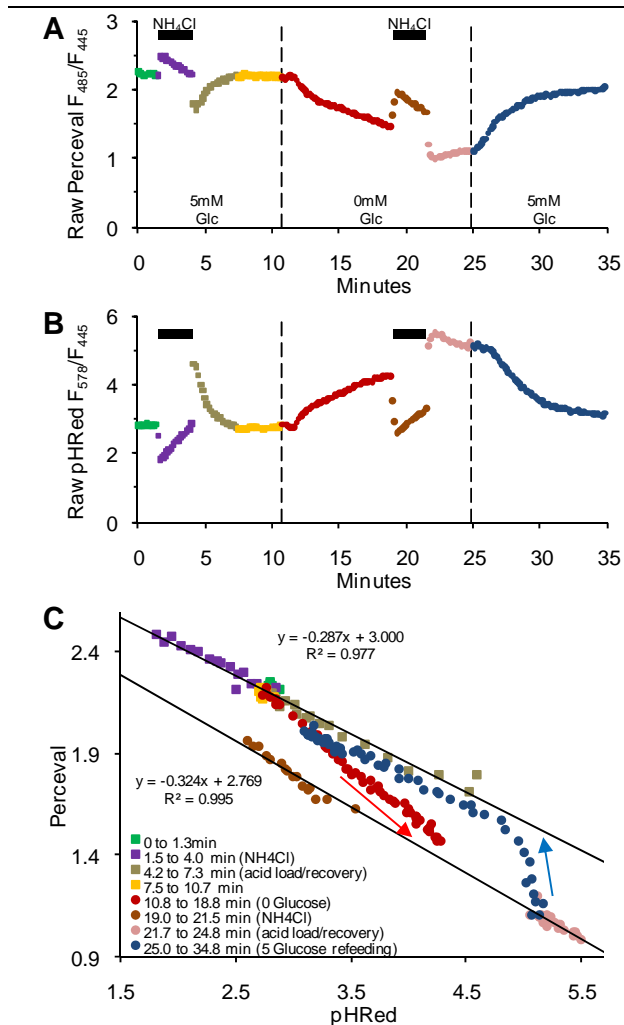 A
NH4Cl
NH4Cl
Raw Perceval F485/F445
3
2
1
0
5mM
Glc
0mM
Glc
5mM
Glc
0 5 10 15 20 25 30 35
Minutes
B
Raw pHRed F578/F445
6
4
2
0
0 5 10 15 20 25 30 35
Minutes
C
Perceval
2.4
1.9
1.4
0.9
y = -0.287x + 3.000
R² = 0.977
y = -0.324x + 2.769
R² = 0.995
0 to 1.3min
1.5 to 4.0 min (NH4Cl)
4.2 to 7.3 min (acid load/recovery)
7.5 to 10.7 min
10.8 to 18.8 min (0 Glucose)
19.0 to 21.5 min (NH4Cl)
21.7 to 24.8 min (acid load/recovery)
25.0 to 34.8 min (5 Glucose refeeding)
1.5 2.5 3.5 4.5 5.5
pHRed